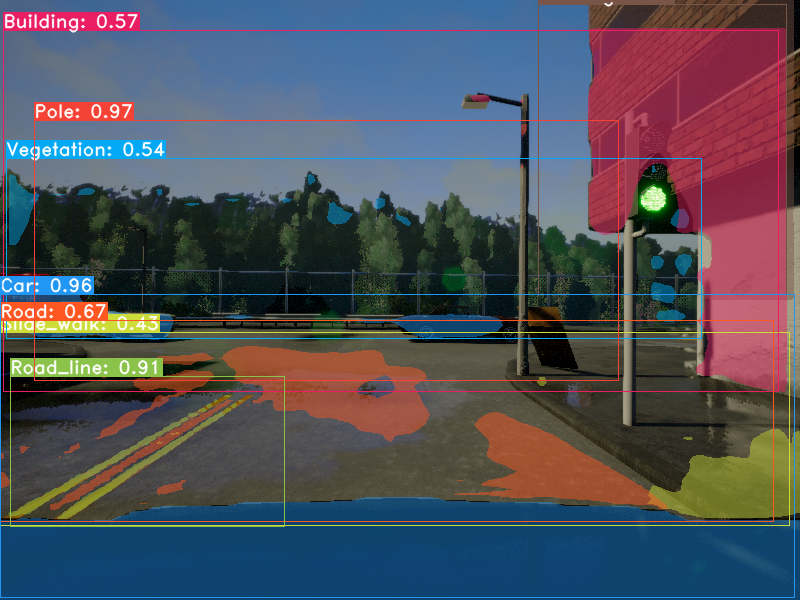 Building: 0.57
Pole: 0.97
Vegetation: 0.54
Car: 0.96
Road: 0.67
Side_walk: 0.43
Road_line: 0.91